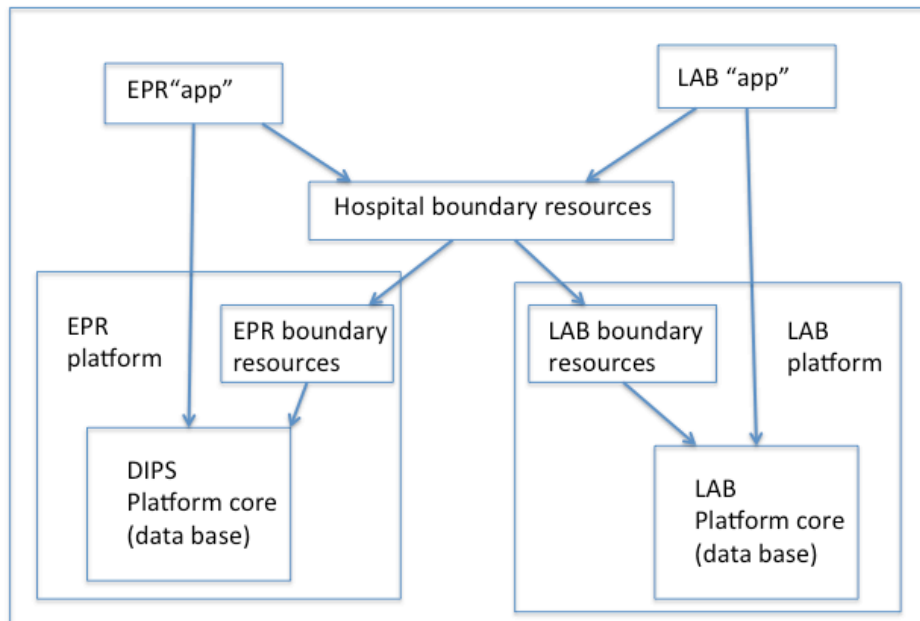 EPR“app”
LAB “app”
Hospital boundary resources
EPR
platform
EPR boundary
resources
LAB boundary
resources
LAB
platform
DIPS
Platform core
(data base)
LAB
Platform core
(data base)